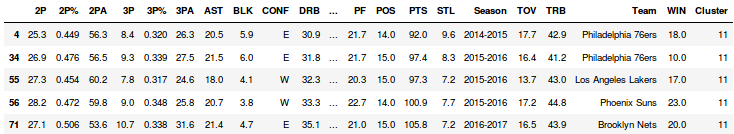 2P 2P% 2PA 3P 3P% 3PA AST BLK CONF DRB ... PF POS PTS STL Season TOV TRB Team WIN Cluster
4 25.3 0.449 56.3 8.4 0.320 26.3 20.5 5.9 E 30.9 ... 21.7 14.0 92.0 9.6 2014-2015 17.7 42.9 Philadelphia 76ers 18.0 11
34 26.9 0.476 56.5 9.3 0.339 27.5 21.5 6.0 E 31.8 ... 21.7 15.0 97.4 8.3 2015-2016 16.4 41.2 Philadelphia 76ers 10.0 11
55 27.3 0.454 60.2 7.8 0.317 24.6 18.0 4.1 W 32.3 ... 20.3 15.0 97.3 7.2 2015-2016 13.7 43.0 Los Angeles Lakers 17.0 11
56 28.2 0.472 59.8 9.0 0.348 25.8 20.7 3.8 W 33.3 ... 22.7 14.0 100.9 7.7 2015-2016 17.2 44.8 Phoenix Suns 23.0 11
71 27.1 0.506 53.6 10.7 0.338 31.6 21.4 4.7 E 35.1 ... 21.0 15.0 105.8 7.2 2016-2017 16.5 43.9 Brooklyn Nets 20.0 11